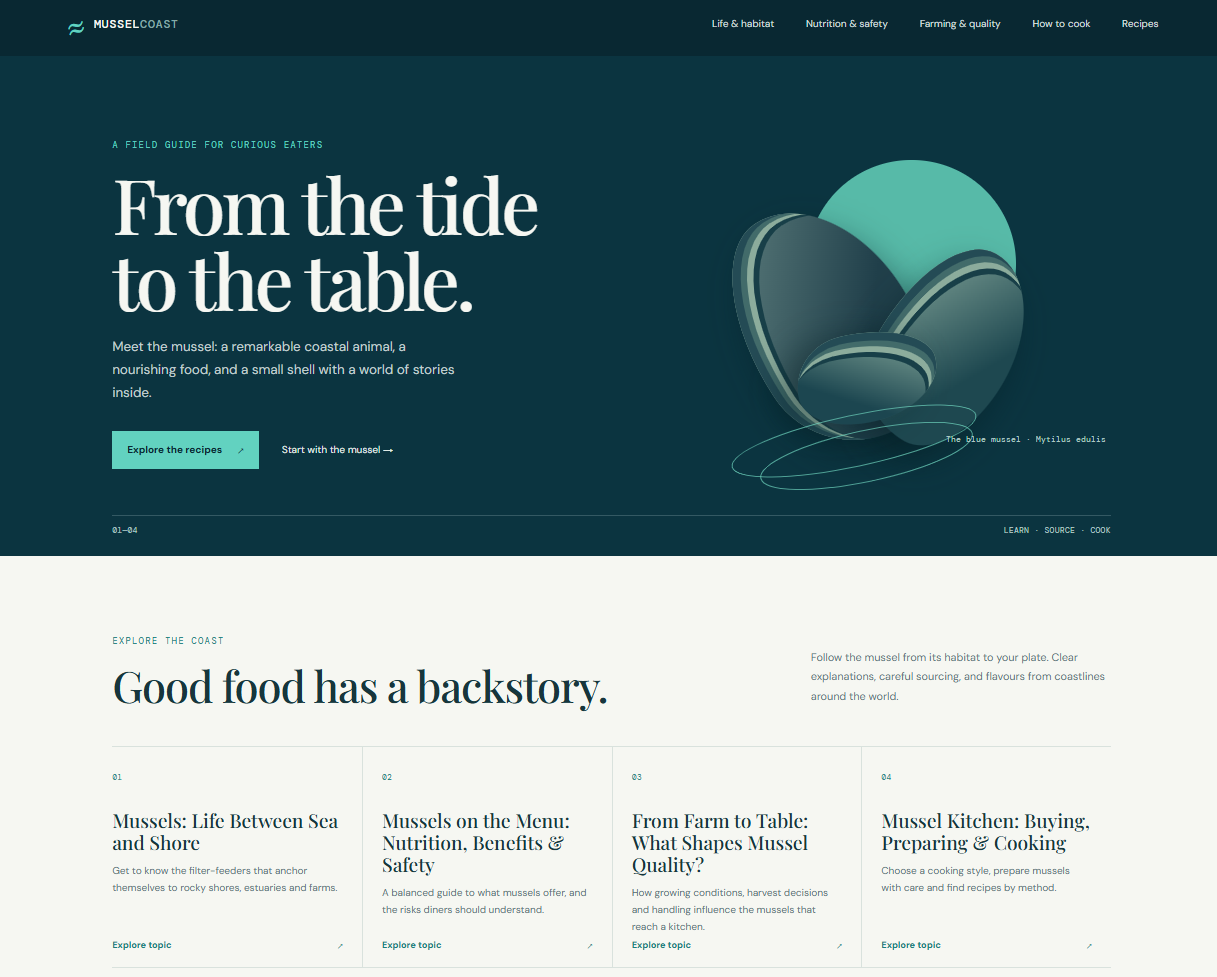 MUSSELCOAST
Life & habitat
Nutrition & safety
Farming & quality
How to cook
Recipes
A FIELD GUIDE FOR CURIOUS EATERS
From the tide
to the table.
Meet the mussel: a remarkable coastal animal, a
nourishing food, and a small shell with a world of stories
inside.
Explore the recipes ↗
Start with the mussel →
The blue mussel · Mytilus edulis
01—04
LEARN · SOURCE · COOK
EXPLORE THE COAST
Good food has a backstory.
Follow the mussel from its habitat to your plate. Clear
explanations, careful sourcing, and flavours from coastlines
around the world.
01
Mussels: Life Between Sea
and Shore
Get to know the filter-feeders that anchor
themselves to rocky shores, estuaries and farms.
Explore topic ↗
02
Mussels on the Menu:
Nutrition, Benefits &
Safety
A balanced guide to what mussels offer, and
the risks diners should understand.
Explore topic ↗
03
From Farm to Table:
What Shapes Mussel
Quality?
How growing conditions, harvest decisions
and handling influence the mussels that
reach a kitchen.
Explore topic ↗
04
Mussel Kitchen: Buying,
Preparing & Cooking
Choose a cooking style, prepare mussels
with care and find recipes by method.
Explore topic ↗